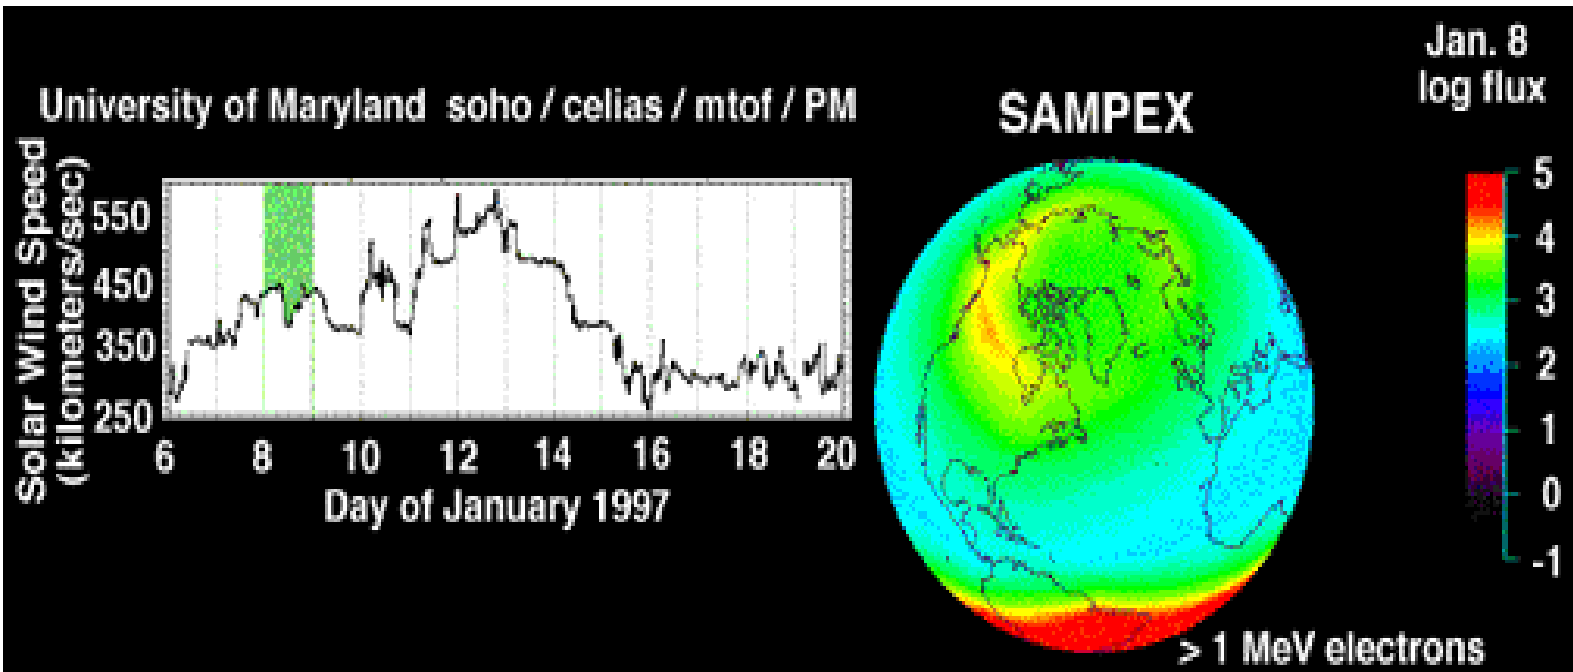 Jan. 8
log flux
University of Maryland soho / celias / mtof / PM
SAMPEX
Solar Wind Speed
(kilometers/sec)
550
450
350
250
6 8 10 12 14 16 18 20
Day of January 1997
5
4
3
2
1
0
-1
> 1 MeV electrons